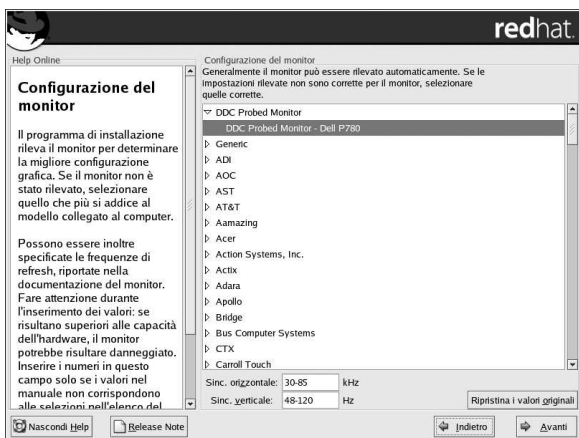 redhat.
Help Online
Configurazione del
monitor
Il programma di installazione
rileva il monitor per determinare
la migliore configurazione
grafica. Se il monitor non è
stato rilevato, selezionare
quello che più si addice al
modello collegato al computer.
Possono essere inoltre
specificate le frequenze di
refresh, riportate nella
documentazione del monitor.
Fare attenzione durante
l'inserimento dei valori: se
risultano superiori alle capacità
dell'hardware, il monitor
potrebbe risultare danneggiato.
Inserire i numeri in questo
campo solo se i valori nel
manuale non corrispondono
alle selezioni nell'elenco del
Configurazione del monitor
Generalmente il monitor può essere rilevato automaticamente. Se le
impostazioni rilevate non sono corrette per il monitor, selezionare
quelle corrette.
DDC Probed Monitor
DDC Probed Monitor - Dell P780
Generic
ADI
AOC
AST
AT&T
Aamazing
Acer
Action Systems, Inc.
Actix
Adara
Apollo
Bridge
Bus Computer Systems
CTX
Carroll Touch
Sinc. orizzontale: 30-85 kHz
Sinc. verticale: 48-120 Hz
Ripristina i valori originali
Nascondi Help
Release Note
Indietro
Avanti